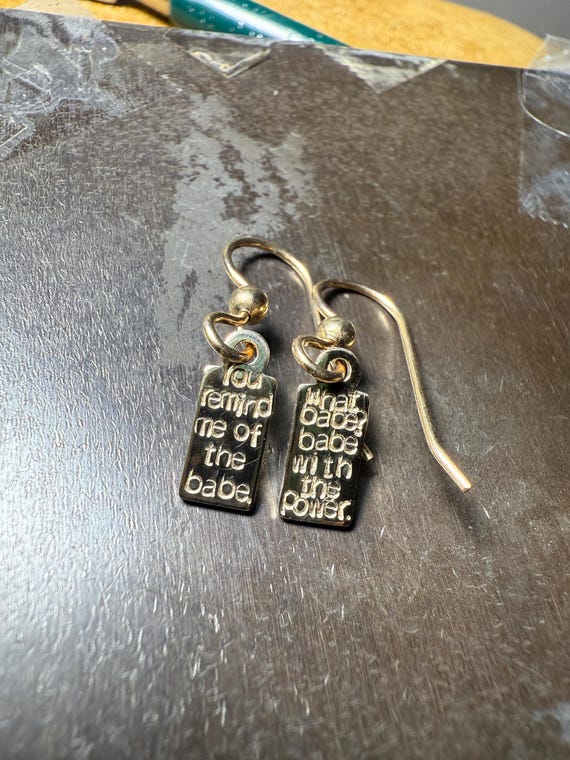 You
remind
me of
the
babe.
What
babe?
babe
with
the
power.